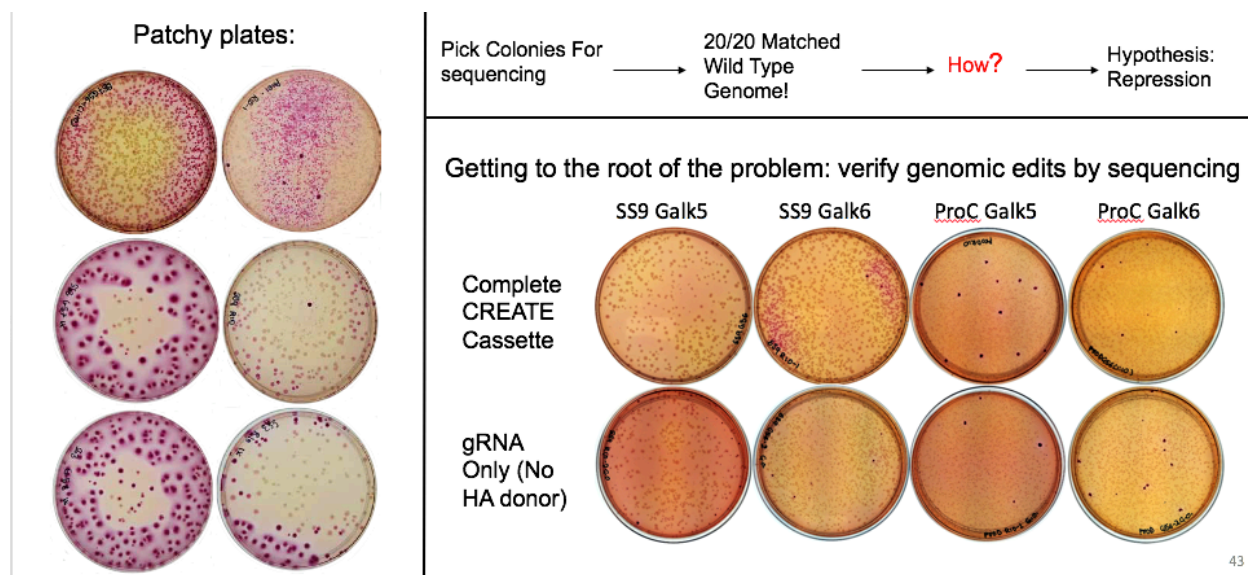 Patchy plates:
Pick Colonies For
sequencing
20/20 Matched
Wild Type
Genome!
How?
Hypothesis:
Repression
Getting to the root of the problem: verify genomic edits by sequencing
SS9 Galk5
SS9 Galk6
ProC Galk5
ProC Galk6
Complete
CREATE
Cassette
gRNA
Only (No
HA donor)
43